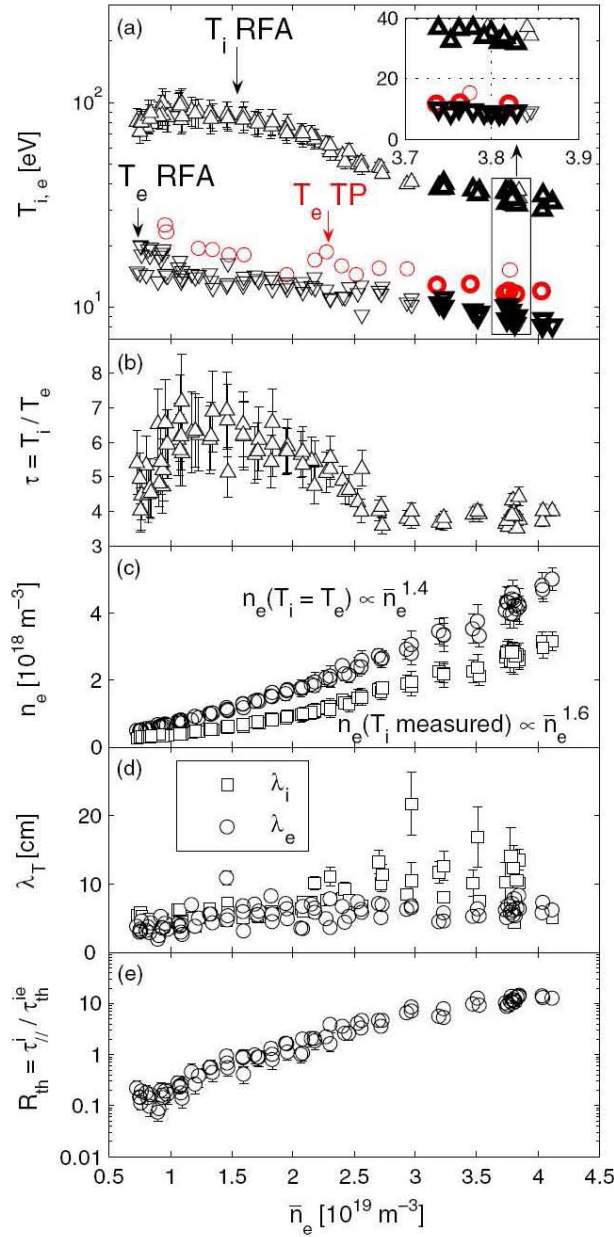 (a)
T_i RFA
40
20
0
3.7 3.8 3.9
10^2
T_i,e [eV]
T_e RFA
T_e TP
10^1
(b)
8
7
6
5
4
3
τ = T_i / T_e
(c)
n_e(T_i = T_e) ∝ n̅_e^1.4
4
2
0
n_e [10^18 m^-3]
n_e(T_i measured) ∝ n̅_e^1.6
(d)
λ_i
λ_e
20
10
0
λ_T [cm]
(e)
10
1
0.1
0.01
R_th = τ_//^i / τ_th^ie
0.5 1 1.5 2 2.5 3 3.5 4 4.5
n̅_e [10^19 m^-3]